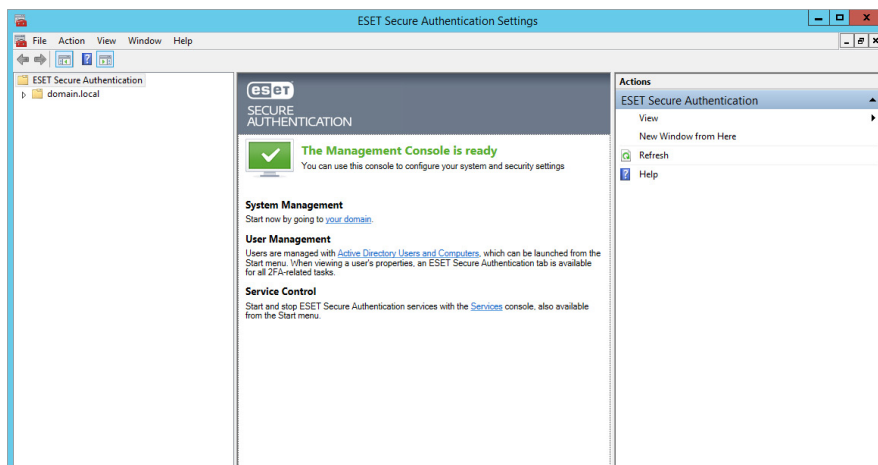 ESET Secure Authentication Settings
File Action View Window Help
ESET Secure Authentication
domain.local
eseT
SECURE
AUTHENTICATION
The Management Console is ready
You can use this console to configure your system and security settings
System Management
Start now by going to your domain.
User Management
Users are managed with Active Directory Users and Computers, which can be launched from the
Start menu. When viewing a user's properties, an ESET Secure Authentication tab is available
for all 2FA-related tasks.
Service Control
Start and stop ESET Secure Authentication services with the Services console, also available
from the Start menu.
Actions
ESET Secure Authentication
View
New Window from Here
Refresh
Help